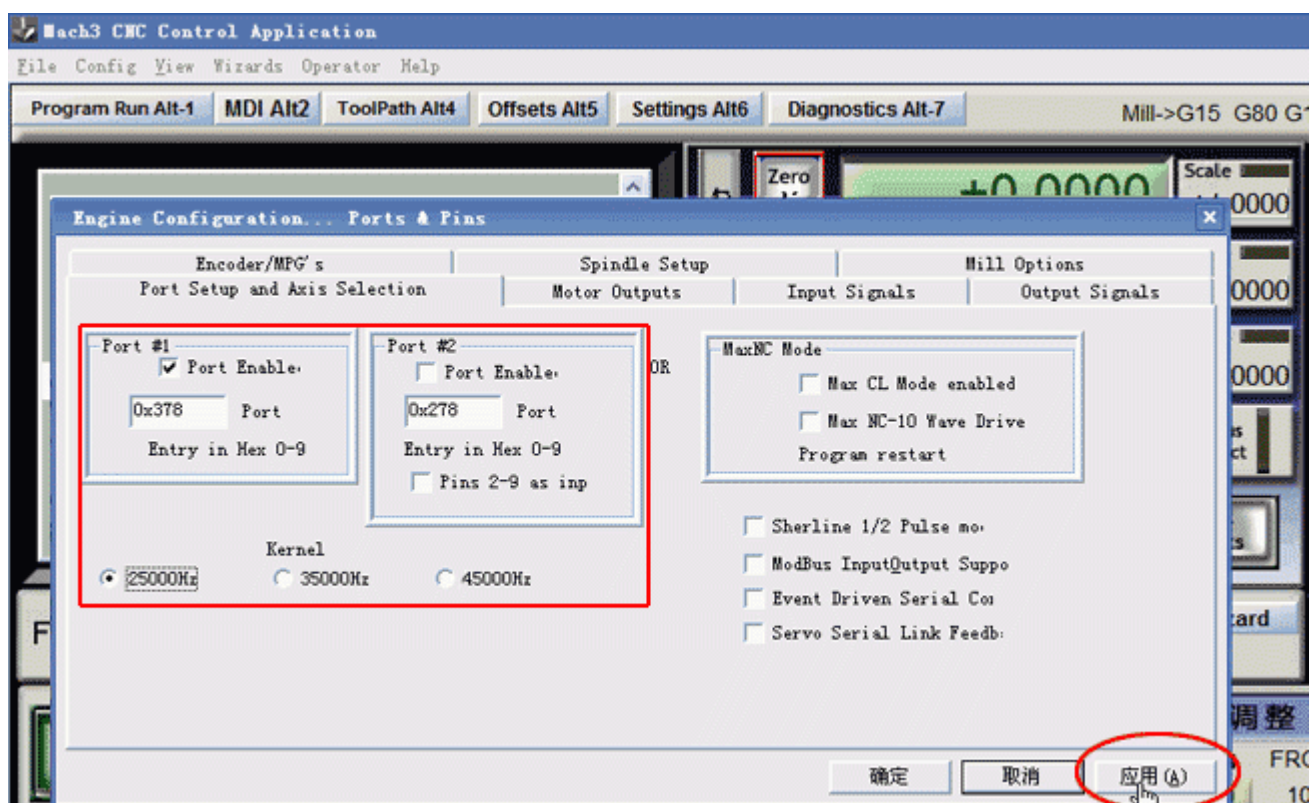 Mach3 CNC Control Application
File Config View Wizards Operator Help
Program Run Alt-1 MDI Alt2 ToolPath Alt4 Offsets Alt5 Settings Alt6 Diagnostics Alt-7 Mill->G15 G80 G1
Zero
+0.0000
Scale
0000
Engine Configuration... Ports & Pins
Encoder/MPG's Spindle Setup Mill Options
Port Setup and Axis Selection Motor Outputs Input Signals Output Signals
0000
Port #1 Port #2 MaxNC Mode
Port Enable Port Enable OR Max CL Mode enabled
0000
0x378 Port 0x278 Port Max NC-10 Wave Drive
Entry in Hex 0-9 Entry in Hex 0-9 Program restart
Pins 2-9 as inp
Sherline 1/2 Pulse mo
Kernel
ModBus InputOutput Suppo
25000Hz 35000Hz 45000Hz
Event Driven Serial Co
Servo Serial Link Feedb
F
调整
确定 取消 应用(A)
FRO
10